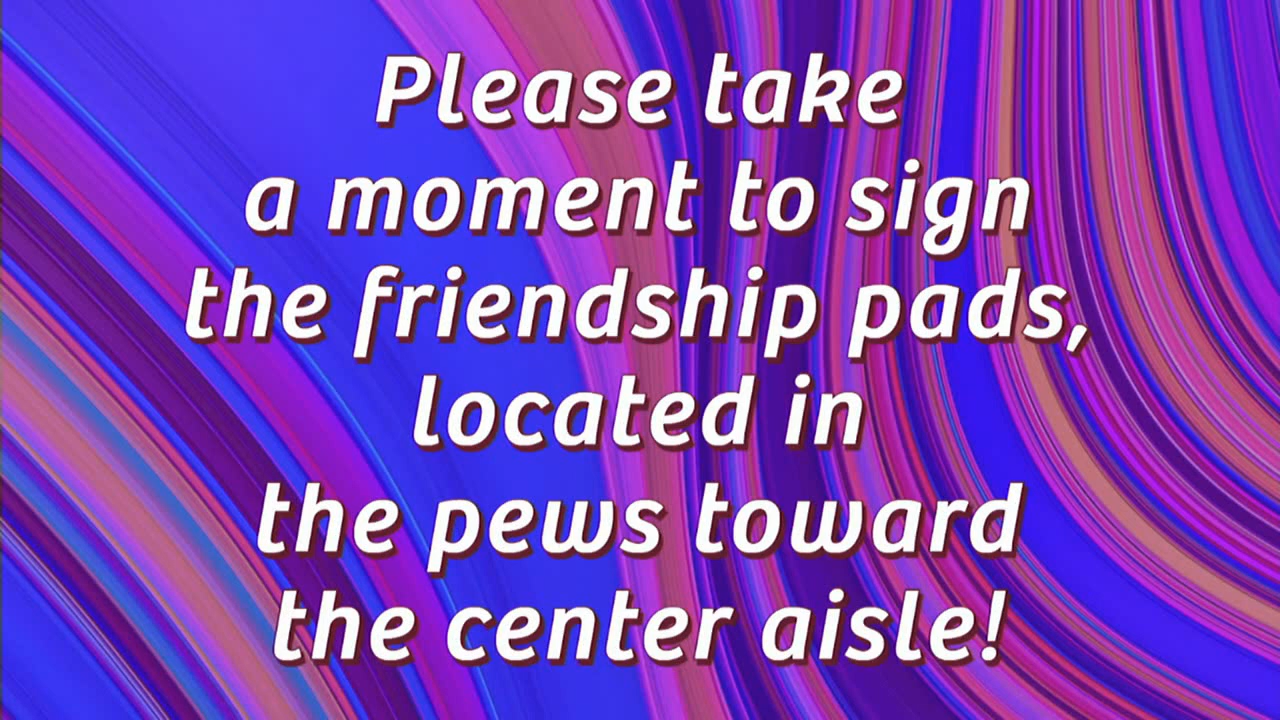 Please take
a moment to sign
the friendship pads,
located in
the pews toward
the center aisle!